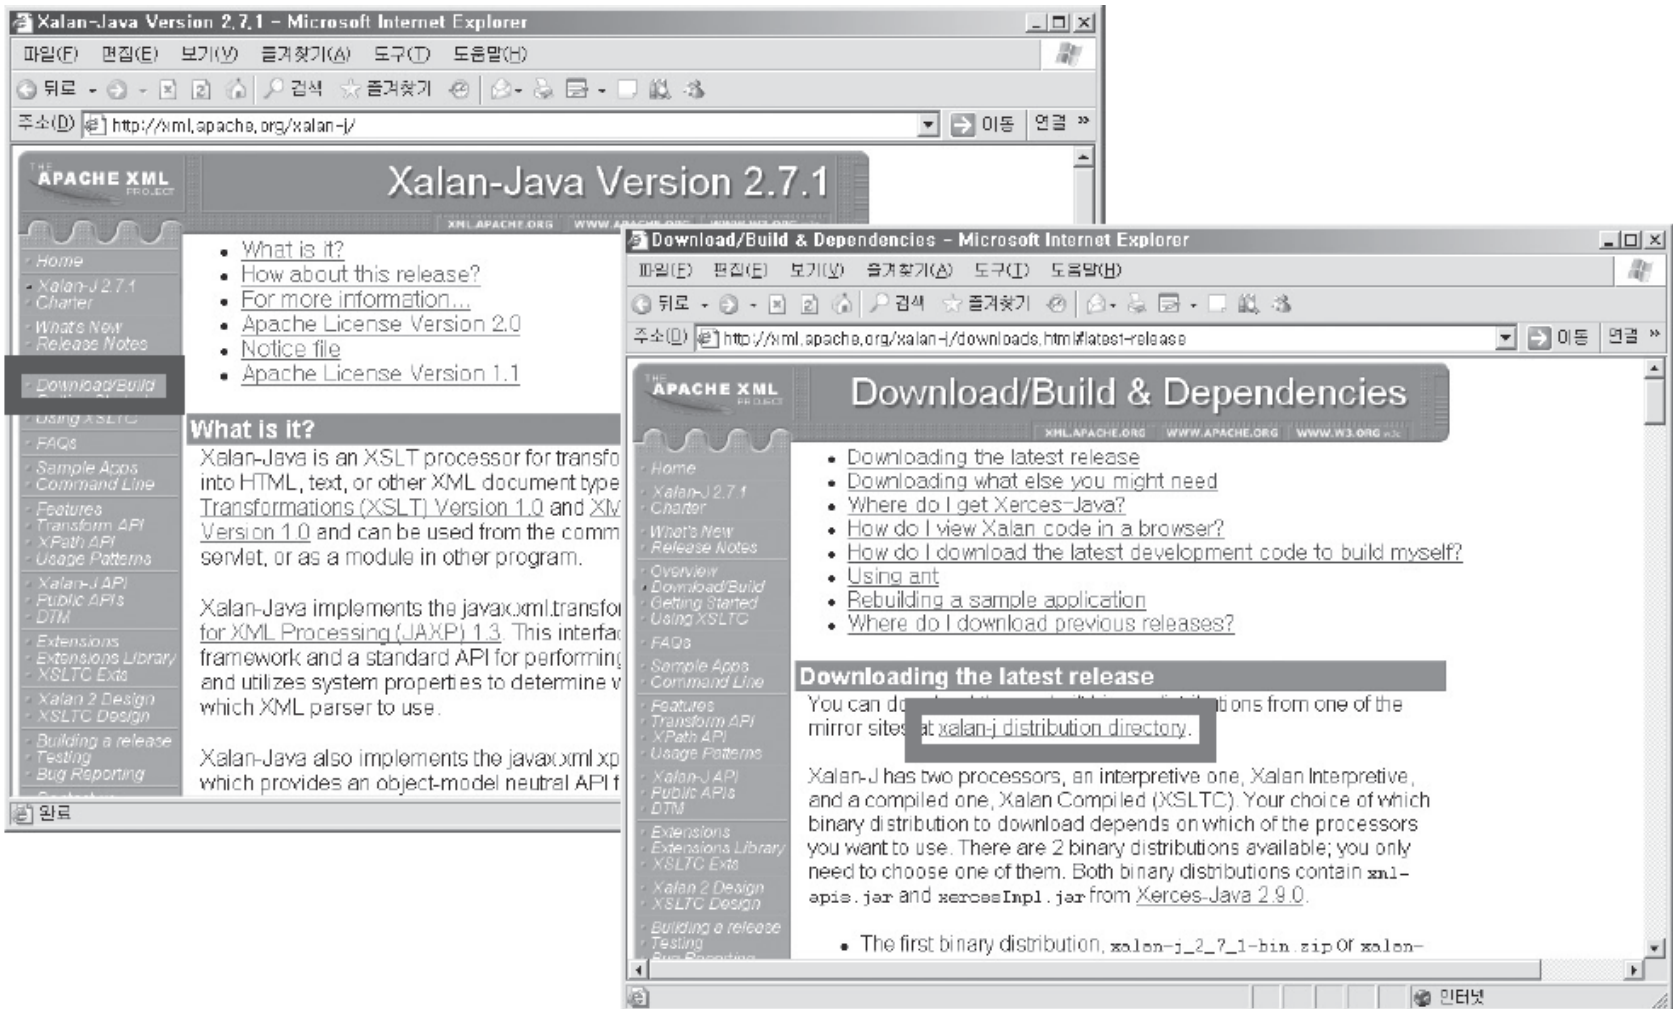 Xalan-Java Version 2.7.1 - Microsoft Internet Explorer
파일(F) 편집(E) 보기(V) 즐겨찾기(A) 도구(T) 도움말(H)
뒤로 검색 즐겨찾기
주소(D) http://xml.apache.org/xalan-j/ 이동 연결 »
THE
APACHE XML
PROJECT
Xalan-Java Version 2.7.1
XML.APACHE.ORG WWW.APACHE.ORG WWW.W3.ORG
Home
Xalan-J 2.7.1
Charter
What's New
Release Notes
Download/Build
Using XSLTC
FAQs
Sample Apps
Command Line
Features
Transform API
XPath API
Usage Patterns
Xalan-J API
Public APIs
DTM
Extensions
Extensions Library
XSLTC Exts
Xalan 2 Design
XSLTC Design
Building a release
Testing
Bug Reporting
• What is it?
• How about this release?
• For more information...
• Apache License Version 2.0
• Notice file
• Apache License Version 1.1
What is it?
Xalan-Java is an XSLT processor for transfo
into HTML, text, or other XML document type
Transformations (XSLT) Version 1.0 and XM
Version 1.0 and can be used from the comm
servlet, or as a module in other program.
Xalan-Java implements the javax.xml.transfo
for XML Processing (JAXP) 1.3. This interfac
framework and a standard API for performing
and utilizes system properties to determine w
which XML parser to use.
Xalan-Java also implements the javax.xml.xp
which provides an object-model neutral API f
완료
Download/Build & Dependencies - Microsoft Internet Explorer
파일(F) 편집(E) 보기(V) 즐겨찾기(A) 도구(T) 도움말(H)
뒤로 검색 즐겨찾기
주소(D) http://xml.apache.org/xalan-j/downloads.html#latest-release 이동 연결 »
THE
APACHE XML
PROJECT
Download/Build & Dependencies
XML.APACHE.ORG WWW.APACHE.ORG WWW.W3.ORG
Home
Xalan-J 2.7.1
Charter
What's New
Release Notes
Overview
Download/Build
Getting Started
Using XSLTC
FAQs
Sample Apps
Command Line
Features
Transform API
XPath API
Usage Patterns
Xalan-J API
Public APIs
DTM
Extensions
Extensions Library
XSLTC Exts
Xalan 2 Design
XSLTC Design
Building a release
Testing
Bug Reporting
• Downloading the latest release
• Downloading what else you might need
• Where do I get Xerces-Java?
• How do I view Xalan code in a browser?
• How do I download the latest development code to build myself?
• Using ant
• Rebuilding a sample application
• Where do I download previous releases?
Downloading the latest release
You can do tions from one of the
mirror sites at xalan-j distribution directory.
Xalan-J has two processors, an interpretive one, Xalan Interpretive,
and a compiled one, Xalan Compiled (XSLTC). Your choice of which
binary distribution to download depends on which of the processors
you want to use. There are 2 binary distributions available; you only
need to choose one of them. Both binary distributions contain xml-
apis.jar and xercesImpl.jar from Xerces-Java 2.9.0.
• The first binary distribution, xalan-j_2_7_1-bin.zip or xalan-
인터넷